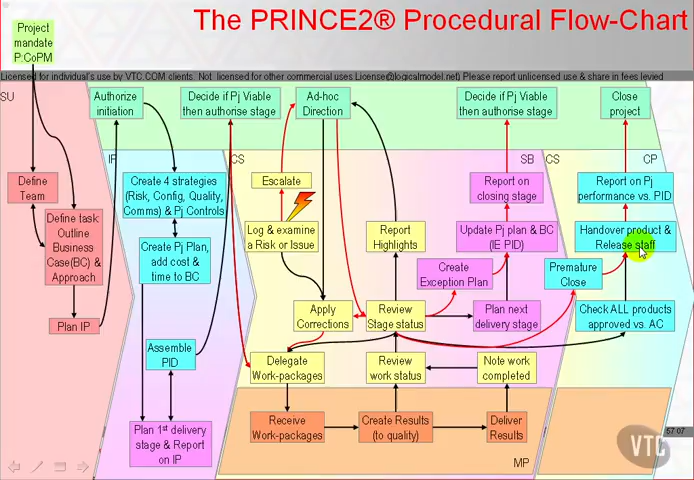 The PRINCE2® Procedural Flow-Chart
Project
mandate
P:CoPM
Licensed for individual's use by VTC.COM clients. Not licensed for other commercial uses License@logicalmodel.net) Please report unlicensed use & share in fees levied
SU
Authorize
initiation
Decide if Pj Viable
then authorise stage
Ad-hoc
Direction
Decide if Pj Viable
then authorise stage
Close
project
IP
CS
SB
CS
CP
Define
Team
Create 4 strategies
(Risk, Config, Quality,
Comms) & Pj Controls
Escalate
Report on
closing stage
Report on Pj
performance vs. PID
Define task:
Outline
Business
Case(BC) &
Approach
Create Pj Plan,
add cost &
time to BC
Log & examine
a Risk or Issue
Report
Highlights
Update Pj plan & BC
(IE PID)
Handover product &
Release staff
Create
Exception Plan
Premature
Close
Plan IP
Apply
Corrections
Review
Stage status
Plan next
delivery stage
Check ALL products
approved vs. AC
Assemble
PID
Delegate
Work-packages
Review
work status
Note work
completed
Plan 1st delivery
stage & Report
on IP
Receive
Work-packages
Create Results
(to quality)
Deliver
Results
MP
57 07
VTC